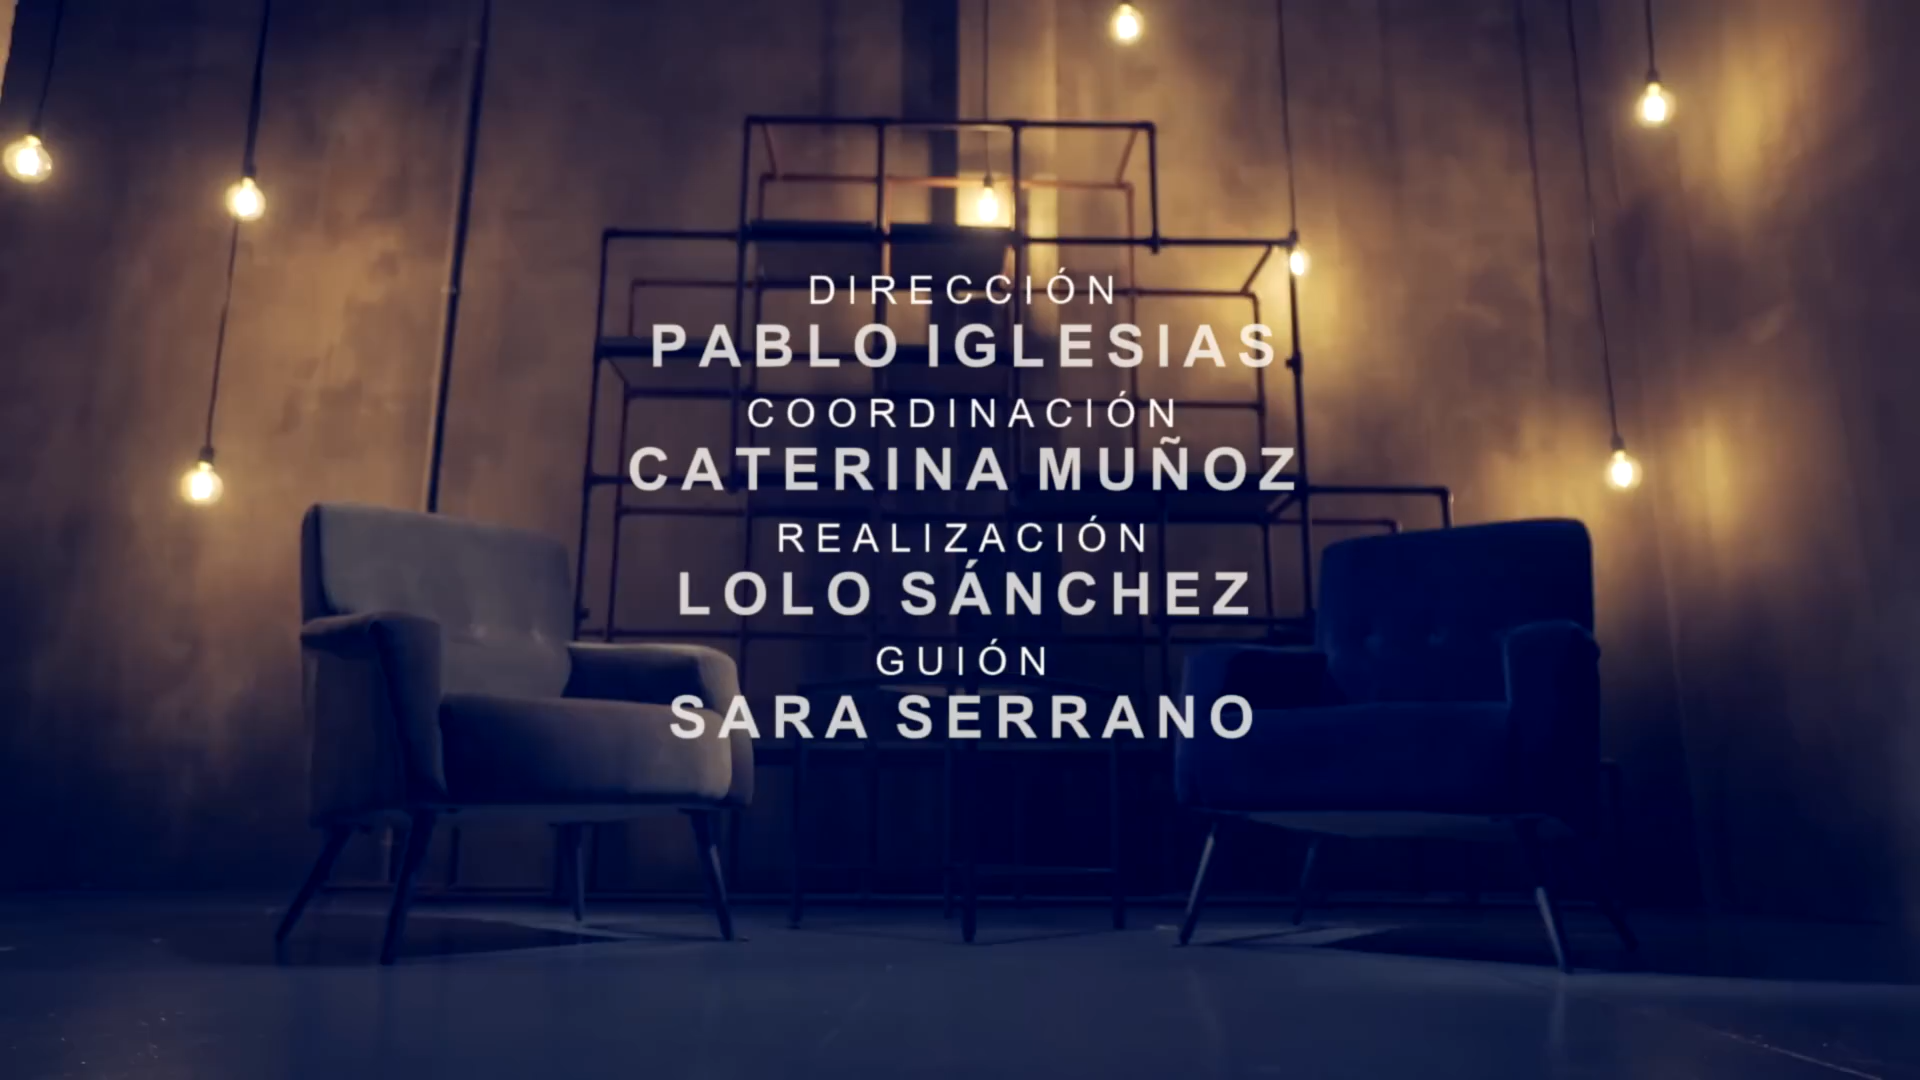 DIRECCIÓN
PABLO IGLESIAS
COORDINACIÓN
CATERINA MUÑOZ
REALIZACIÓN
LOLO SÁNCHEZ
GUIÓN
SARA SERRANO